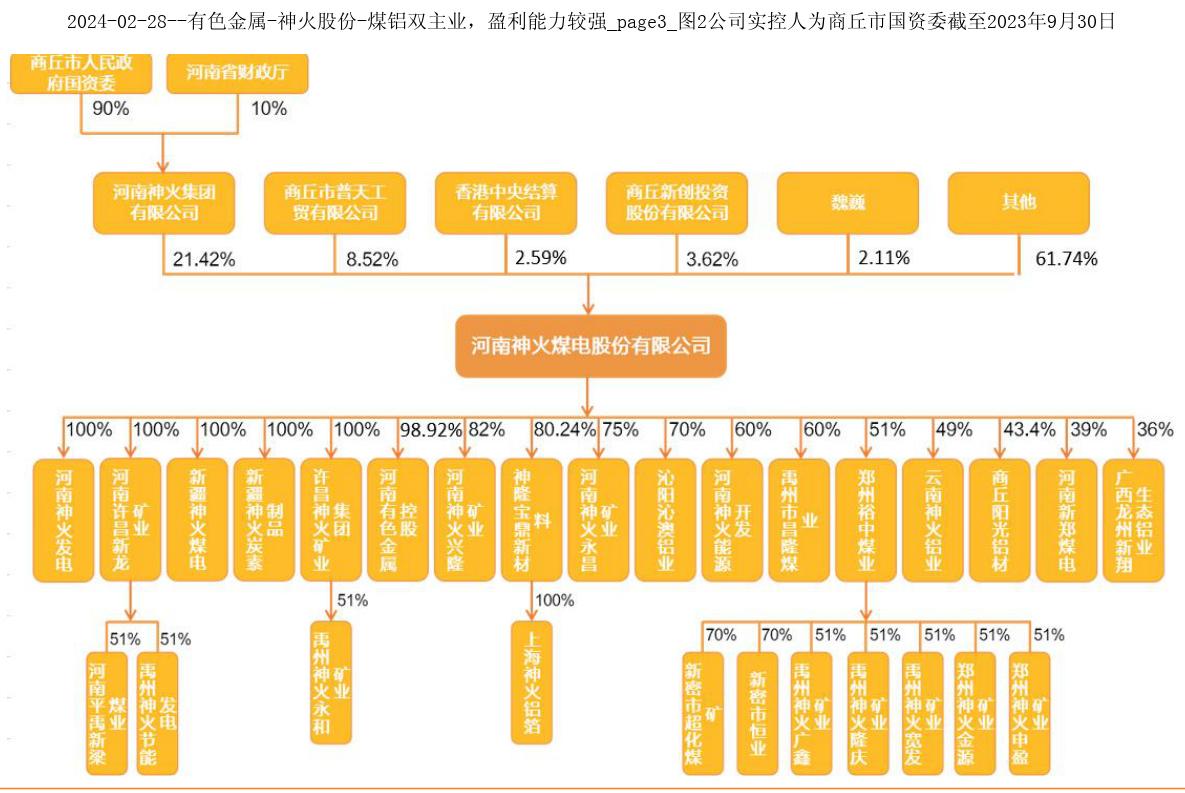 2024-02-28--有色金属-神火股份-煤铝双主业，盈利能力较强_page3_图2公司实控人为商丘市国资委截至2023年9月30日
商丘市人民政
府国资委
河南省财政厅
90%
10%
河南神火集团
有限公司
商丘市普天工
贸有限公司
香港中央结算
有限公司
商丘新创投资
股份有限公司
魏巍
其他
21.42%
8.52%
2.59%
3.62%
2.11%
61.74%
河南神火煤电股份有限公司
100%
100%
100%
100%
100%
98.92%
82%
80.24%
75%
70%
60%
60%
51%
49%
43.4%
39%
36%
河南神火发电
河南许昌新龙
矿业
新疆神火煤电
新疆神火炭素
制品
许昌神火矿业
集团
河南有色金属
控股
河南神火兴隆
矿业
神隆宝鼎新材
料
河南神火永昌
矿业
沁阳沁澳铝业
河南神火能源
开发
禹州市昌隆煤
业
郑州裕中煤业
云南神火铝业
商丘阳光铝材
河南新郑煤电
广西龙州新翔
生态铝业
51%
51%
51%
100%
70%
70%
51%
51%
51%
51%
51%
河南平禹新梁
煤业
禹州神火节能
发电
禹州神火永和
矿业
上海神火铝箔
新密市超化煤
矿
新密市恒业
禹州神火广鑫
矿业
禹州神火隆庆
矿业
禹州神火宽发
矿业
郑州神火金源
矿业
郑州神火申盈
矿业